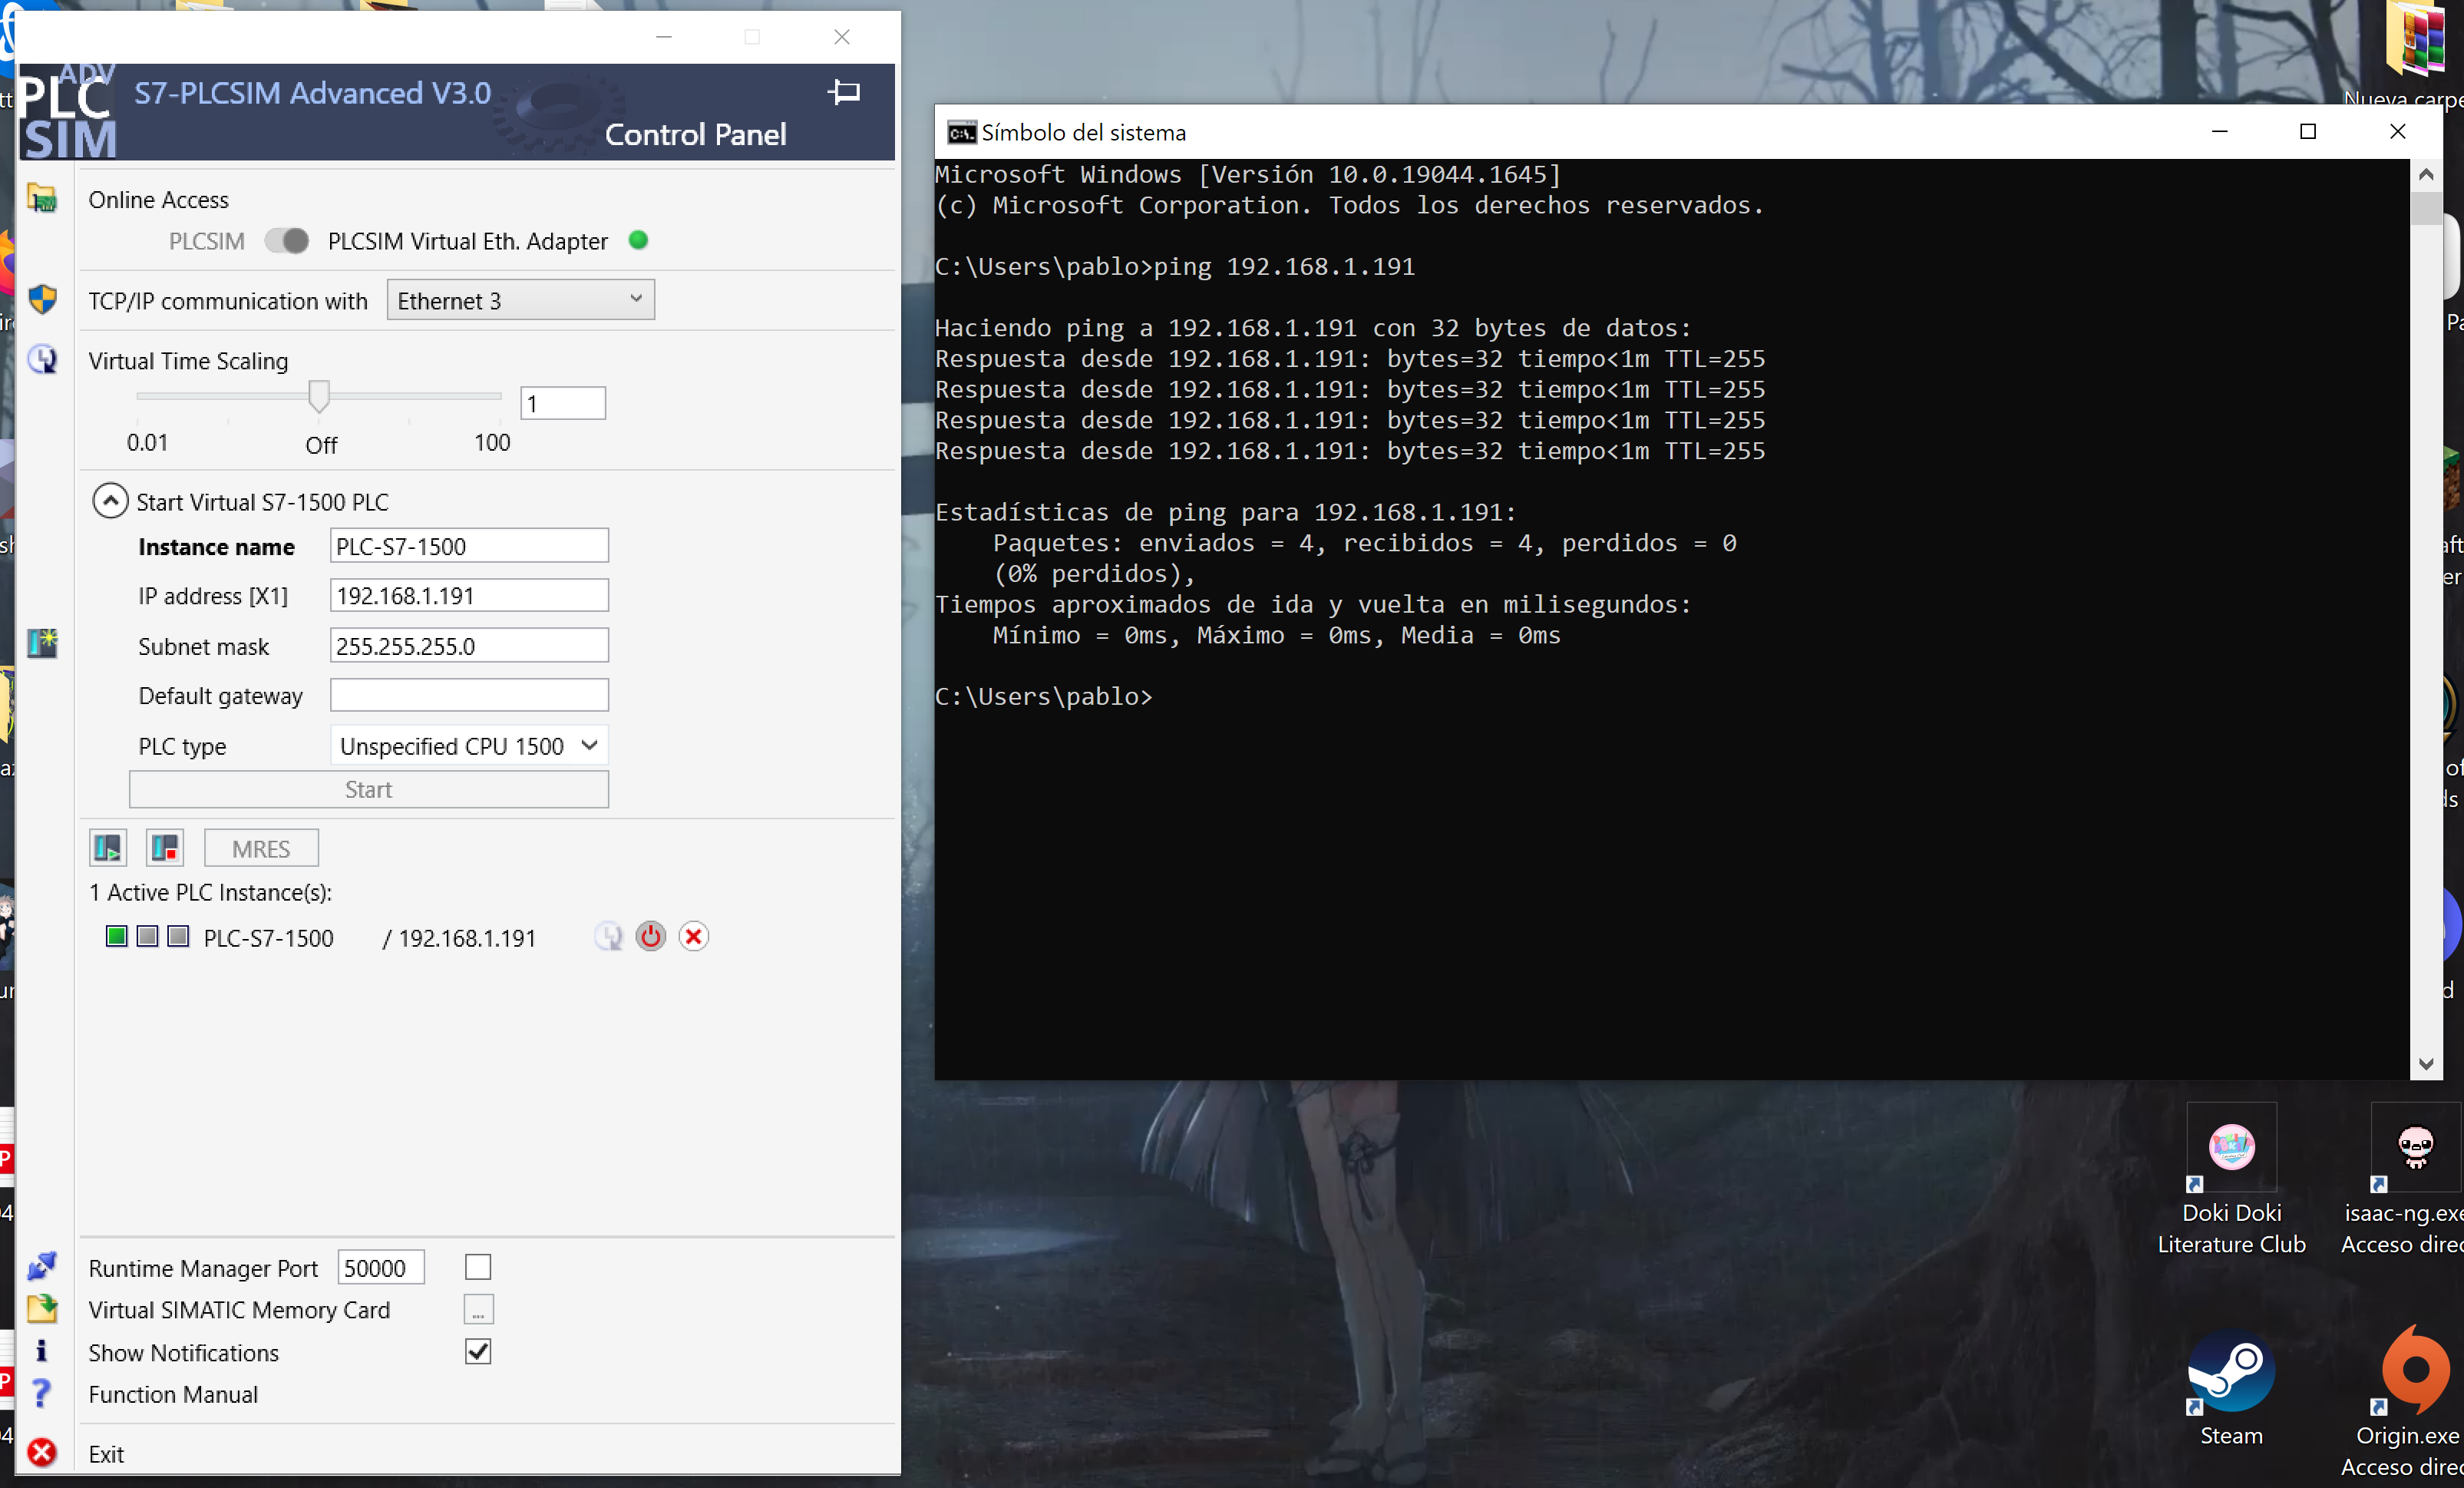 ADV
PLC
SIM
S7-PLCSIM Advanced V3.0
Control Panel
Online Access
PLCSIM
PLCSIM Virtual Eth. Adapter
TCP/IP communication with
Ethernet 3
Virtual Time Scaling
1
0.01
Off
100
Start Virtual S7-1500 PLC
Instance name
PLC-S7-1500
IP address [X1]
192.168.1.191
Subnet mask
255.255.255.0
Default gateway
PLC type
Unspecified CPU 1500
Start
MRES
1 Active PLC Instance(s):
PLC-S7-1500 / 192.168.1.191
Runtime Manager Port
50000
Virtual SIMATIC Memory Card
...
Show Notifications
Function Manual
Exit
Símbolo del sistema
Microsoft Windows [Versión 10.0.19044.1645]
(c) Microsoft Corporation. Todos los derechos reservados.
C:\Users\pablo>ping 192.168.1.191
Haciendo ping a 192.168.1.191 con 32 bytes de datos:
Respuesta desde 192.168.1.191: bytes=32 tiempo<1m TTL=255
Respuesta desde 192.168.1.191: bytes=32 tiempo<1m TTL=255
Respuesta desde 192.168.1.191: bytes=32 tiempo<1m TTL=255
Respuesta desde 192.168.1.191: bytes=32 tiempo<1m TTL=255
Estadísticas de ping para 192.168.1.191:
Paquetes: enviados = 4, recibidos = 4, perdidos = 0
(0% perdidos),
Tiempos aproximados de ida y vuelta en milisegundos:
Mínimo = 0ms, Máximo = 0ms, Media = 0ms
C:\Users\pablo>
Nueva carpe
Doki Doki
Literature Club
isaac-ng.exe
Acceso direc
Steam
Origin.exe
Acceso direc